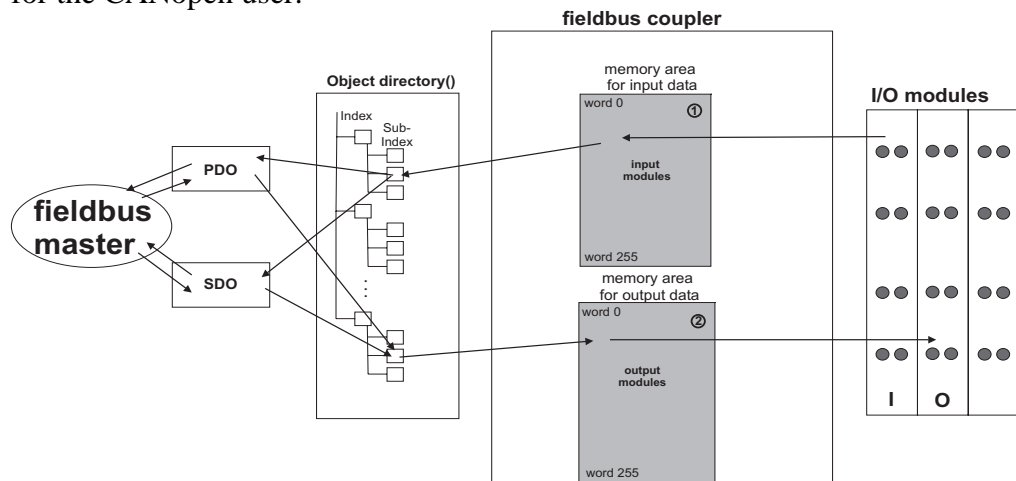 for the CANopen user.
fieldbus coupler
memory area
for input data
Object directory()
I/O modules
word 0
①
Index
Sub-
Index
PDO
input
modules
fieldbus
master
word 255
SDO
memory area
for output data
word 0
②
output
modules
I
O
word 255